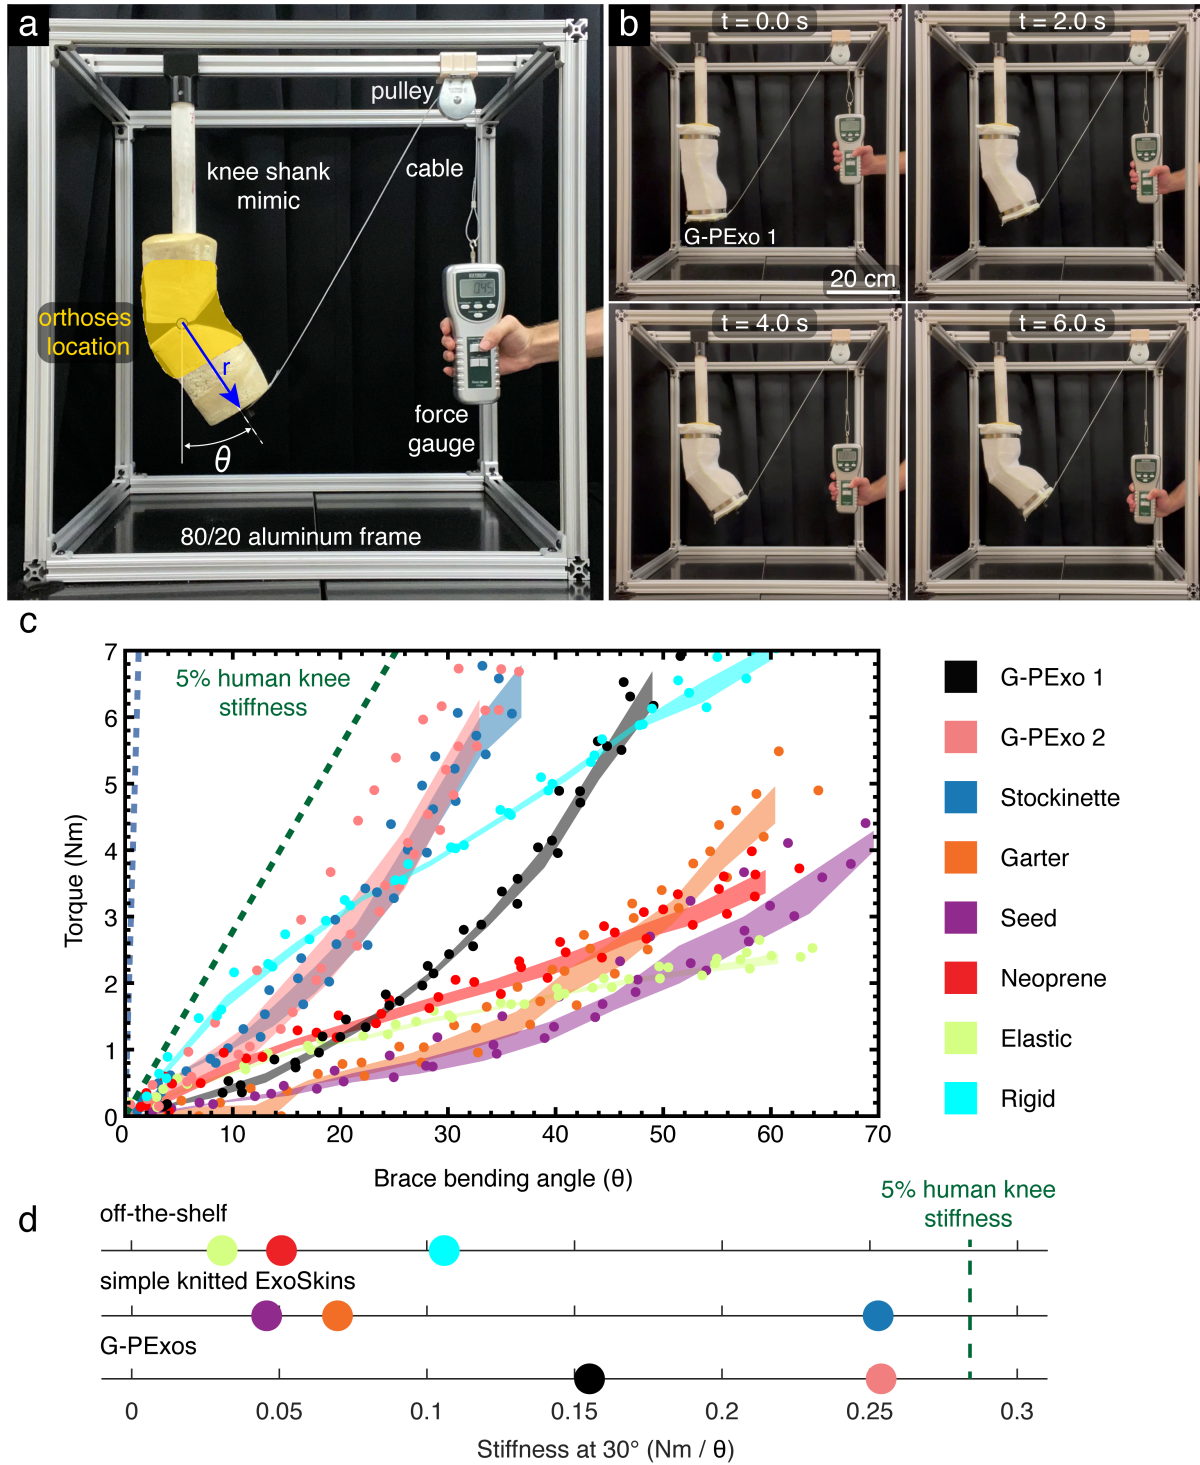 a
pulley
cable
knee shank
mimic
orthoses
location
r
θ
force
gauge
80/20 aluminum frame
b
t = 0.0 s
t = 2.0 s
G-PExo 1
20 cm
t = 4.0 s
t = 6.0 s
c
7
6
5
4
3
2
1
0
Torque (Nm)
5% human knee
stiffness
0 10 20 30 40 50 60 70
Brace bending angle (θ)
G-PExo 1
G-PExo 2
Stockinette
Garter
Seed
Neoprene
Elastic
Rigid
d
5% human knee
stiffness
off-the-shelf
simple knitted ExoSkins
G-PExos
0 0.05 0.1 0.15 0.2 0.25 0.3
Stiffness at 30° (Nm / θ)